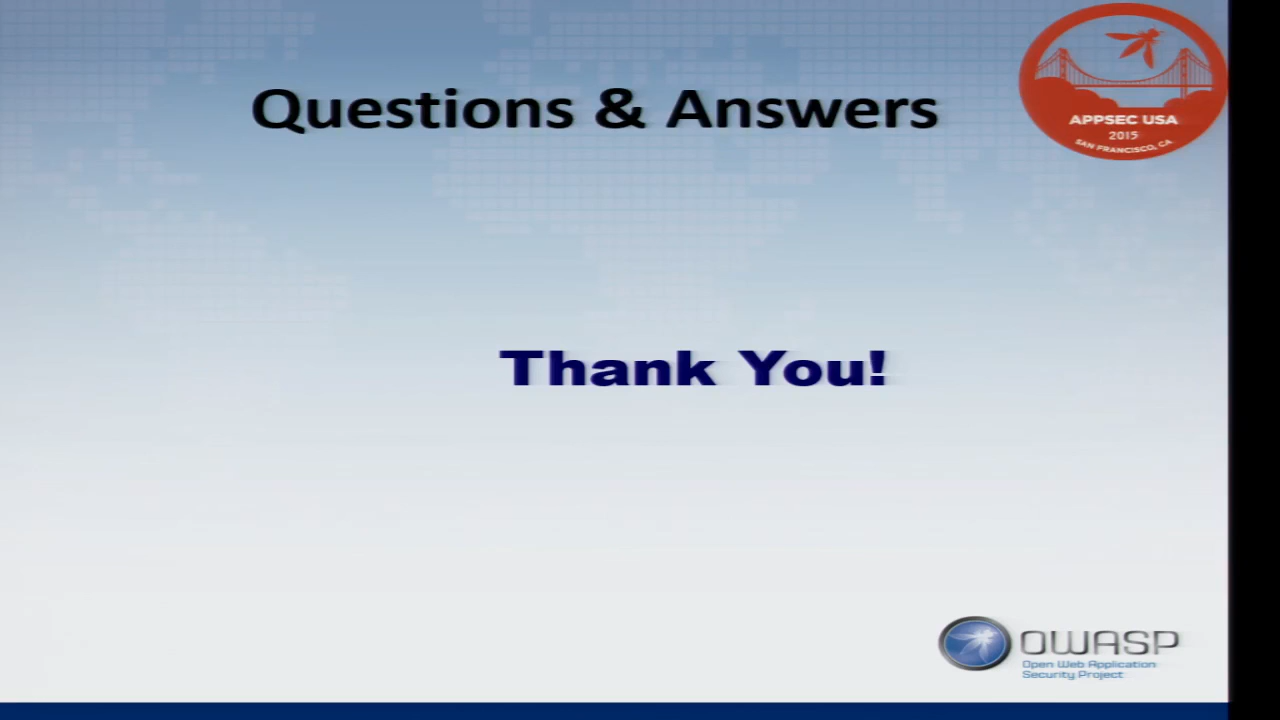 Questions & Answers
APPSEC USA
2015
SAN FRANCISCO, CA
Thank You!
OWASP
Open Web Application
Security Project